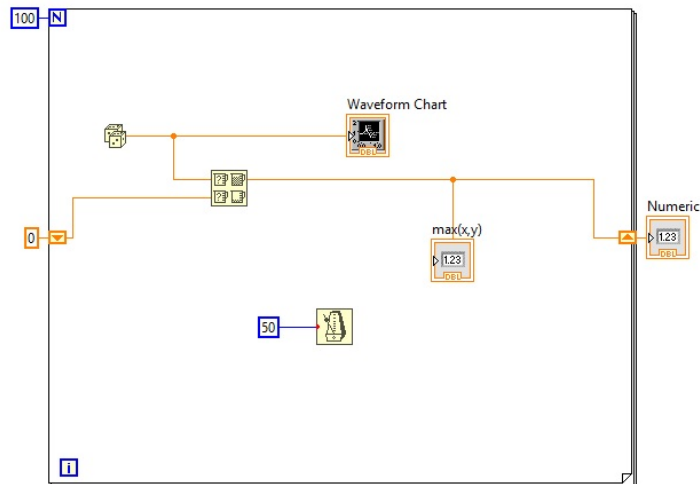 100 N
Waveform Chart
DBL
0
max(x,y)
1.23
DBL
Numeric
1.23
DBL
50
i